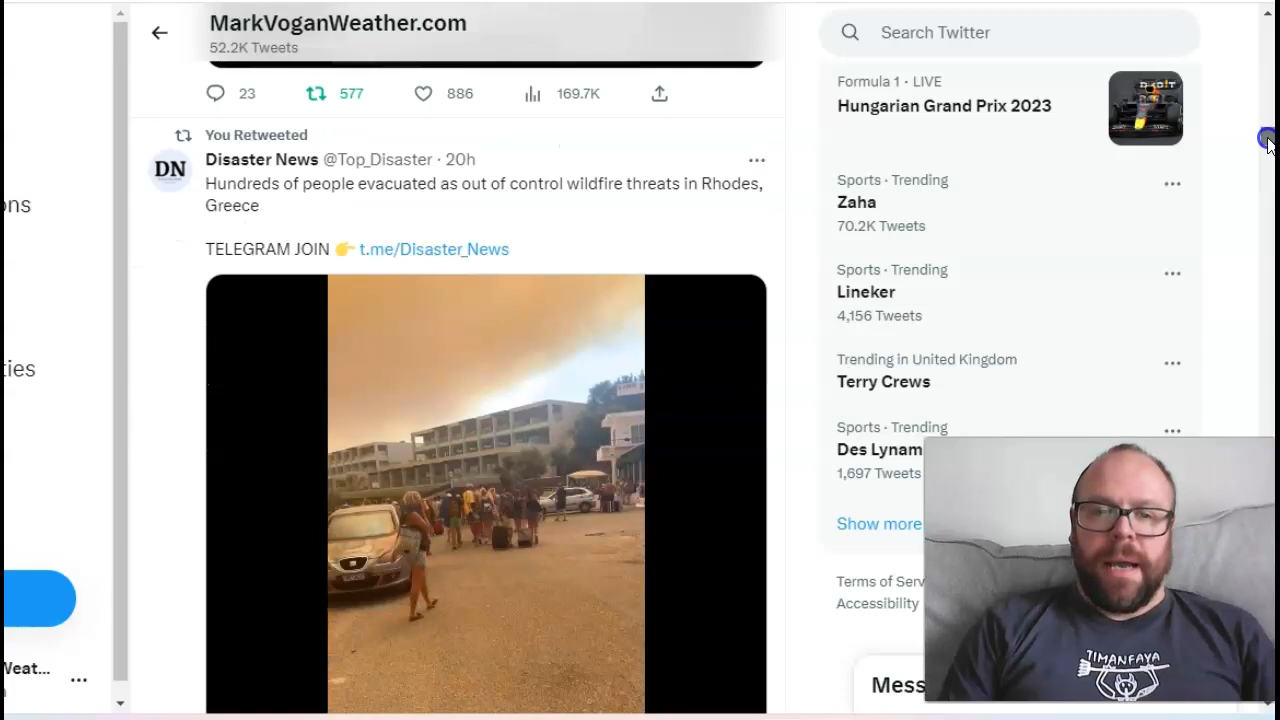 MarkVoganWeather.com
52.2K Tweets
23
577
886
169.7K
You Retweeted
DN
Disaster News @Top_Disaster · 20h
Hundreds of people evacuated as out of control wildfire threats in Rhodes,
Greece
TELEGRAM JOIN 👉 t.me/Disaster_News
ons
ties
Weat...
Search Twitter
Formula 1 · LIVE
Hungarian Grand Prix 2023
Sports · Trending
Zaha
70.2K Tweets
Sports · Trending
Lineker
4,156 Tweets
Trending in United Kingdom
Terry Crews
Sports · Trending
Des Lynam
1,697 Tweets
Show more
Terms of Serv
Accessibility
Mess
TIMANFAYA